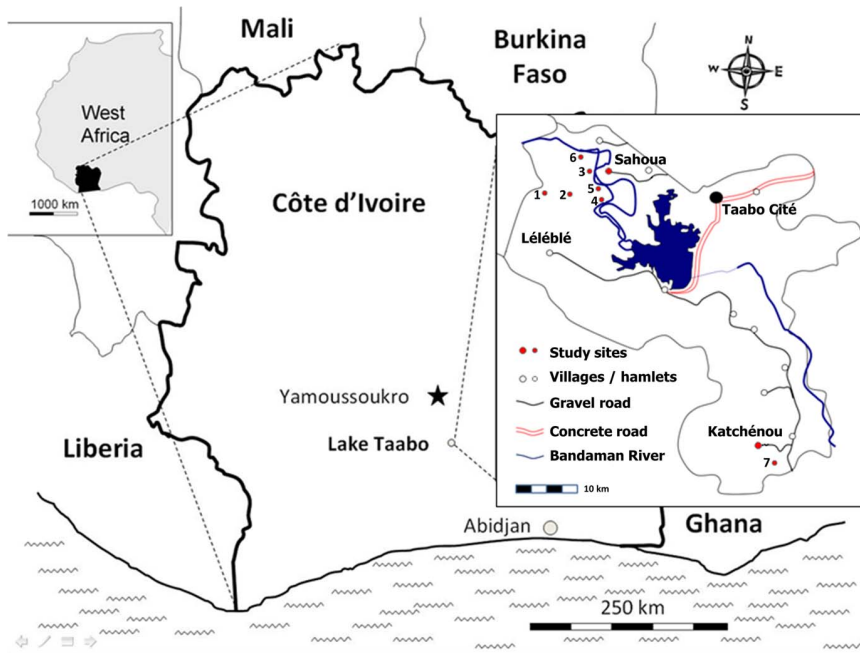 Mali
Burkina
Faso
N
W
E
S
West
Africa
1000 km
Côte d'Ivoire
Yamoussoukro
Lake Taabo
Liberia
Abidjan
Ghana
250 km
6
Sahoua
3
1
2
5
4
Taabo Cité
Léléblé
Study sites
Villages / hamlets
Gravel road
Concrete road
Bandaman River
10 km
Katchénou
7